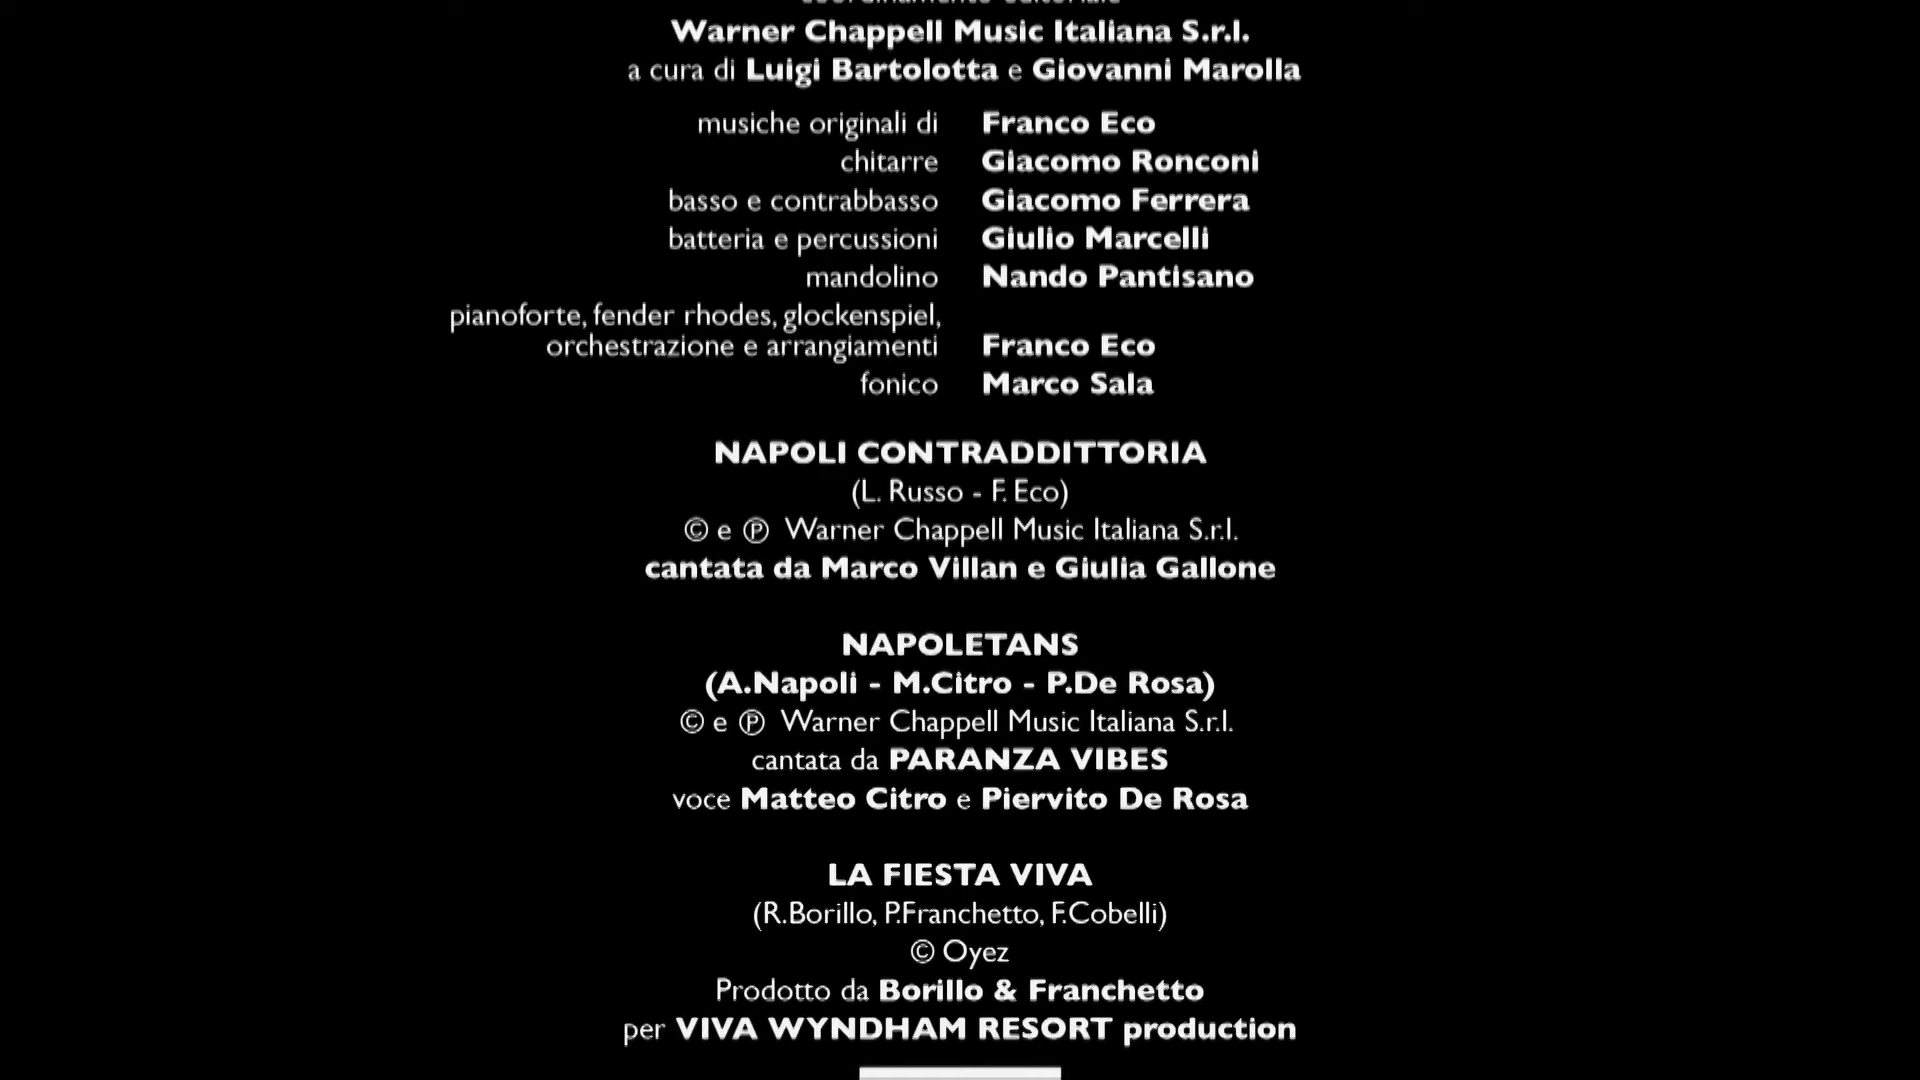 coordinamento editoriale
Warner Chappell Music Italiana S.r.l.
a cura di Luigi Bartolotta e Giovanni Marolla
musiche originali di Franco Eco
chitarre Giacomo Ronconi
basso e contrabbasso Giacomo Ferrera
batteria e percussioni Giulio Marcelli
mandolino Nando Pantisano
pianoforte, fender rhodes, glockenspiel,
orchestrazione e arrangiamenti Franco Eco
fonico Marco Sala
NAPOLI CONTRADDITTORIA
(L. Russo - F. Eco)
© e ℗ Warner Chappell Music Italiana S.r.l.
cantata da Marco Villan e Giulia Gallone
NAPOLETANS
(A.Napoli - M.Citro - P.De Rosa)
© e ℗ Warner Chappell Music Italiana S.r.l.
cantata da PARANZA VIBES
voce Matteo Citro e Piervito De Rosa
LA FIESTA VIVA
(R.Borillo, P.Franchetto, F.Cobelli)
© Oyez
Prodotto da Borillo & Franchetto
per VIVA WYNDHAM RESORT production